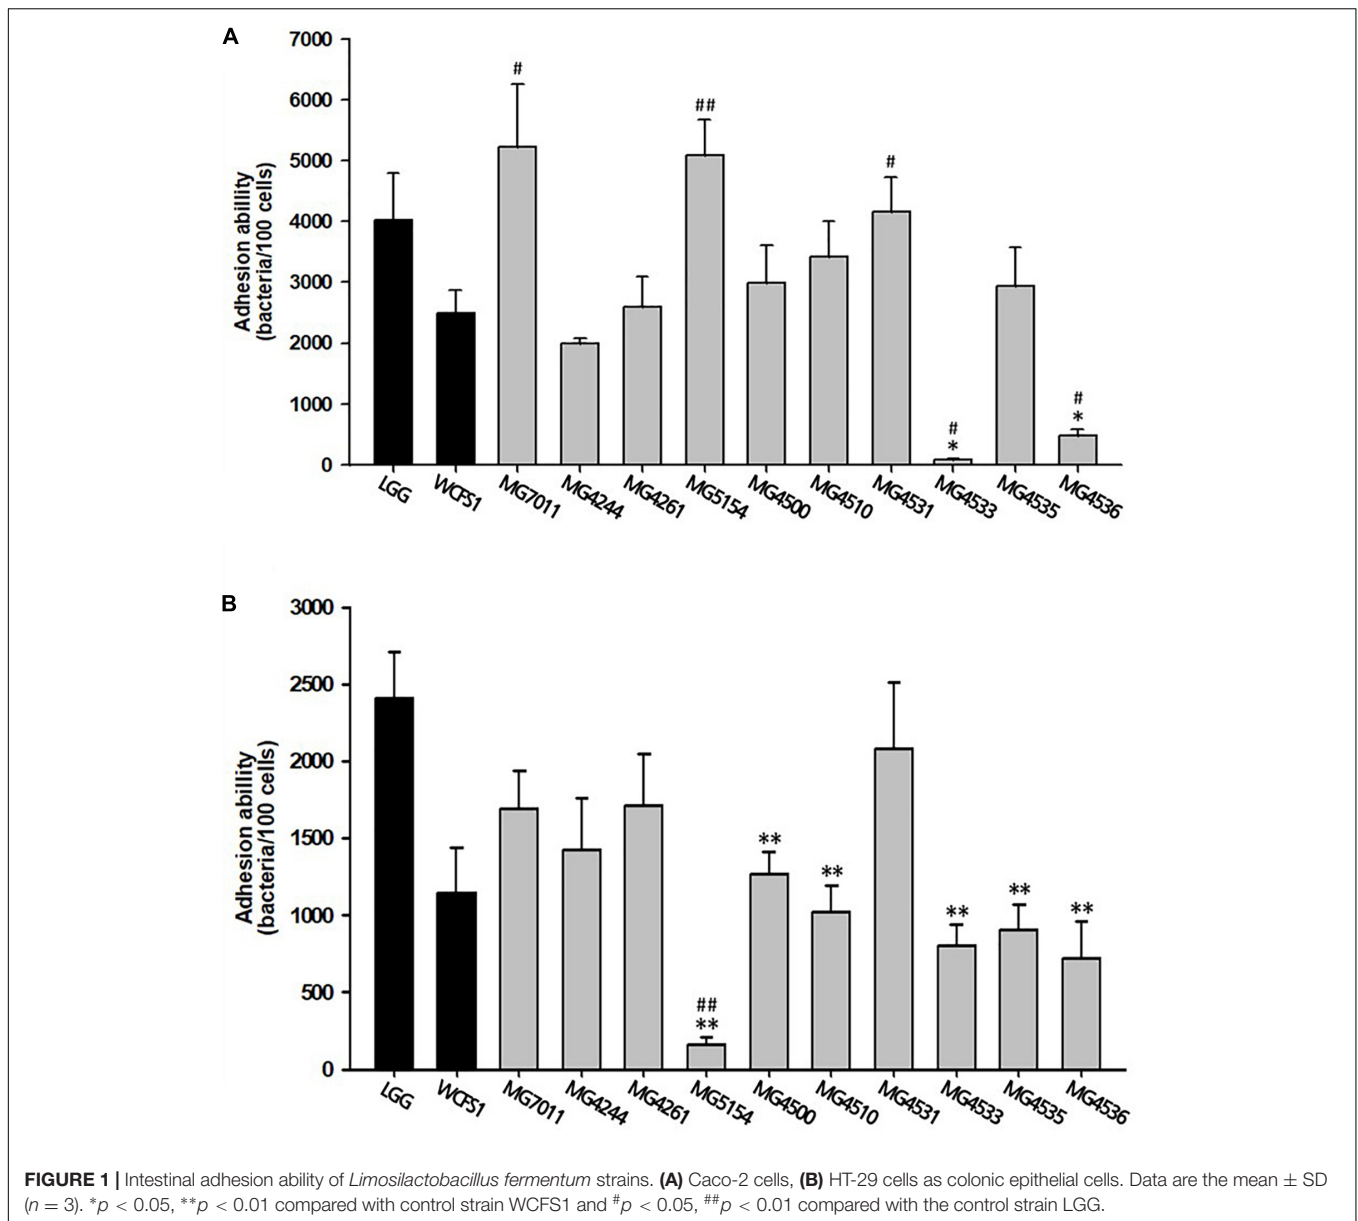 A
7000
6000
5000
4000
3000
2000
1000
0
Adhesion abillity
(bacteria/100 cells)
#
##
#
#
*
#
*
LGG
WCFS1
MG7011
MG4244
MG4261
MG5154
MG4500
MG4510
MG4531
MG4533
MG4535
MG4536
B
3000
2500
2000
1500
1000
500
0
Adhesion abillity
(bacteria/100 cells)
##
**
**
**
**
**
**
LGG
WCFS1
MG7011
MG4244
MG4261
MG5154
MG4500
MG4510
MG4531
MG4533
MG4535
MG4536
FIGURE 1 | Intestinal adhesion ability of Limosilactobacillus fermentum strains. (A) Caco-2 cells, (B) HT-29 cells as colonic epithelial cells. Data are the mean ± SD
(n = 3). *p < 0.05, **p < 0.01 compared with control strain WCFS1 and #p < 0.05, ##p < 0.01 compared with the control strain LGG.